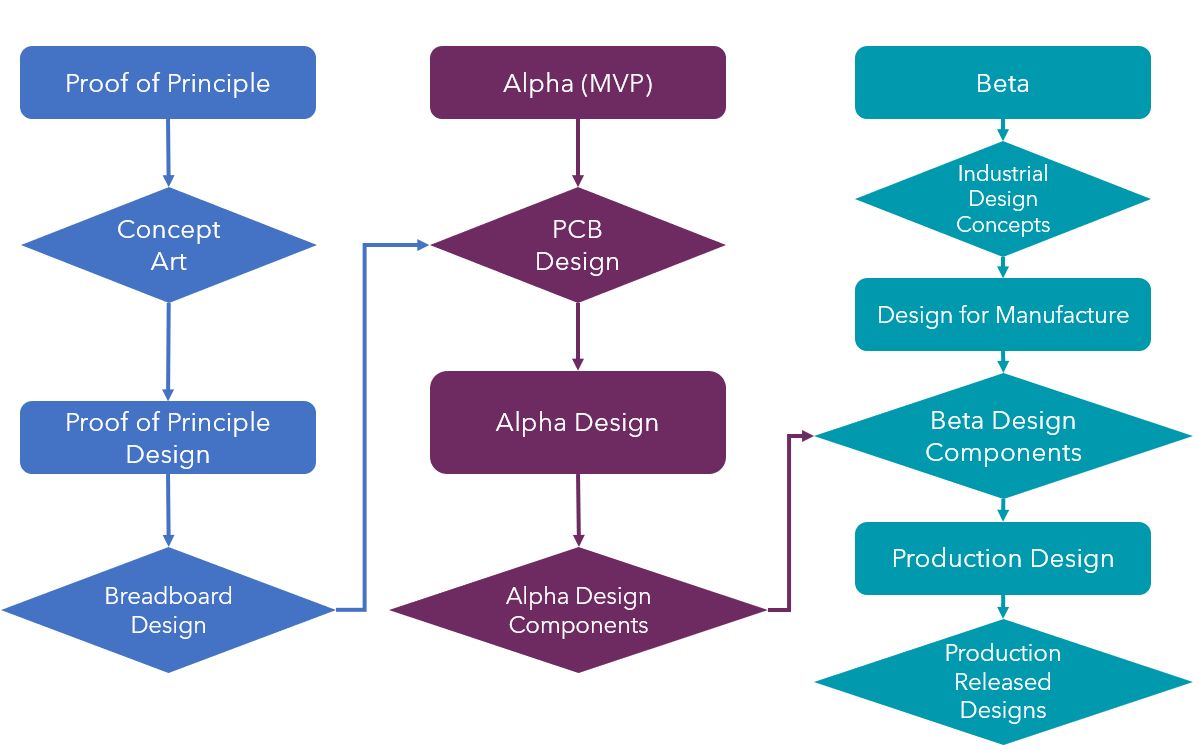 Proof of Principle
Concept
Art
Proof of Principle
Design
Breadboard
Design
Alpha (MVP)
PCB
Design
Alpha Design
Alpha Design
Components
Beta
Industrial
Design
Concepts
Design for Manufacture
Beta Design
Components
Production Design
Production
Released
Designs